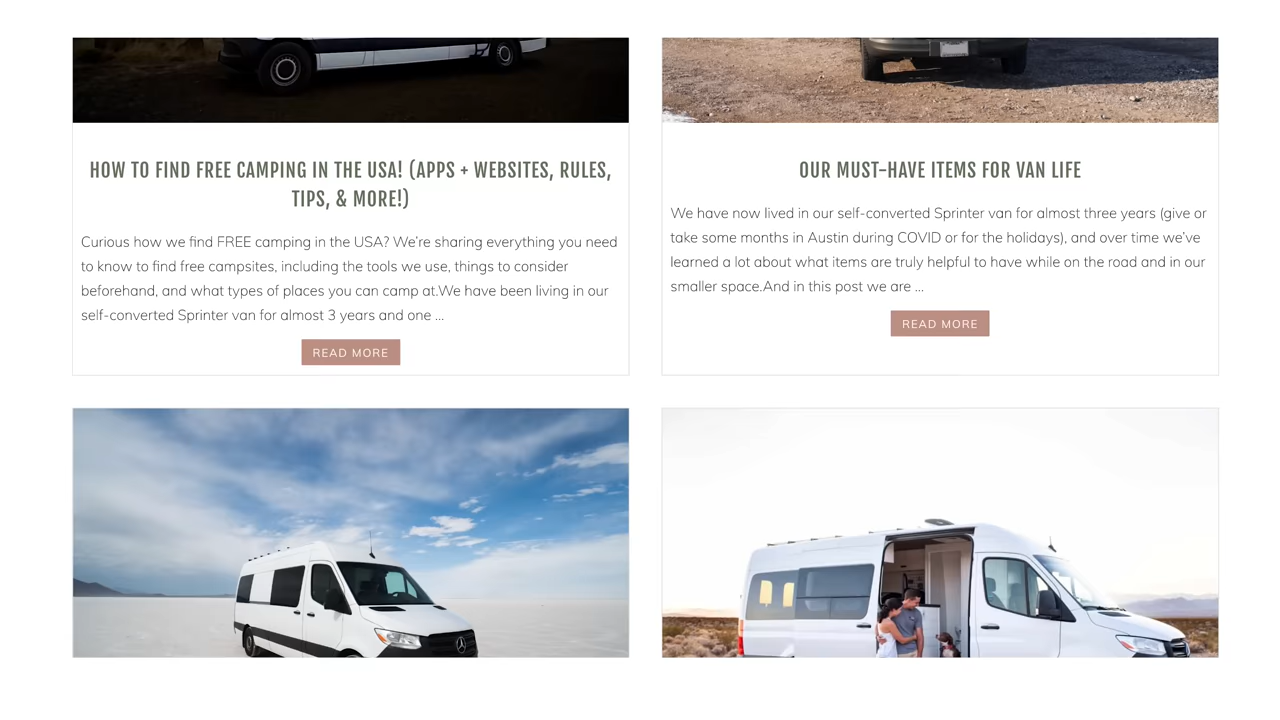 HOW TO FIND FREE CAMPING IN THE USA! (APPS + WEBSITES, RULES,
TIPS, & MORE!)
Curious how we find FREE camping in the USA? We’re sharing everything you need
to know to find free campsites, including the tools we use, things to consider
beforehand, and what types of places you can camp at.We have been living in our
self-converted Sprinter van for almost 3 years and one ...
READ MORE
OUR MUST-HAVE ITEMS FOR VAN LIFE
We have now lived in our self-converted Sprinter van for almost three years (give or
take some months in Austin during COVID or for the holidays), and over time we’ve
learned a lot about what items are truly helpful to have while on the road and in our
smaller space.And in this post we are ...
READ MORE